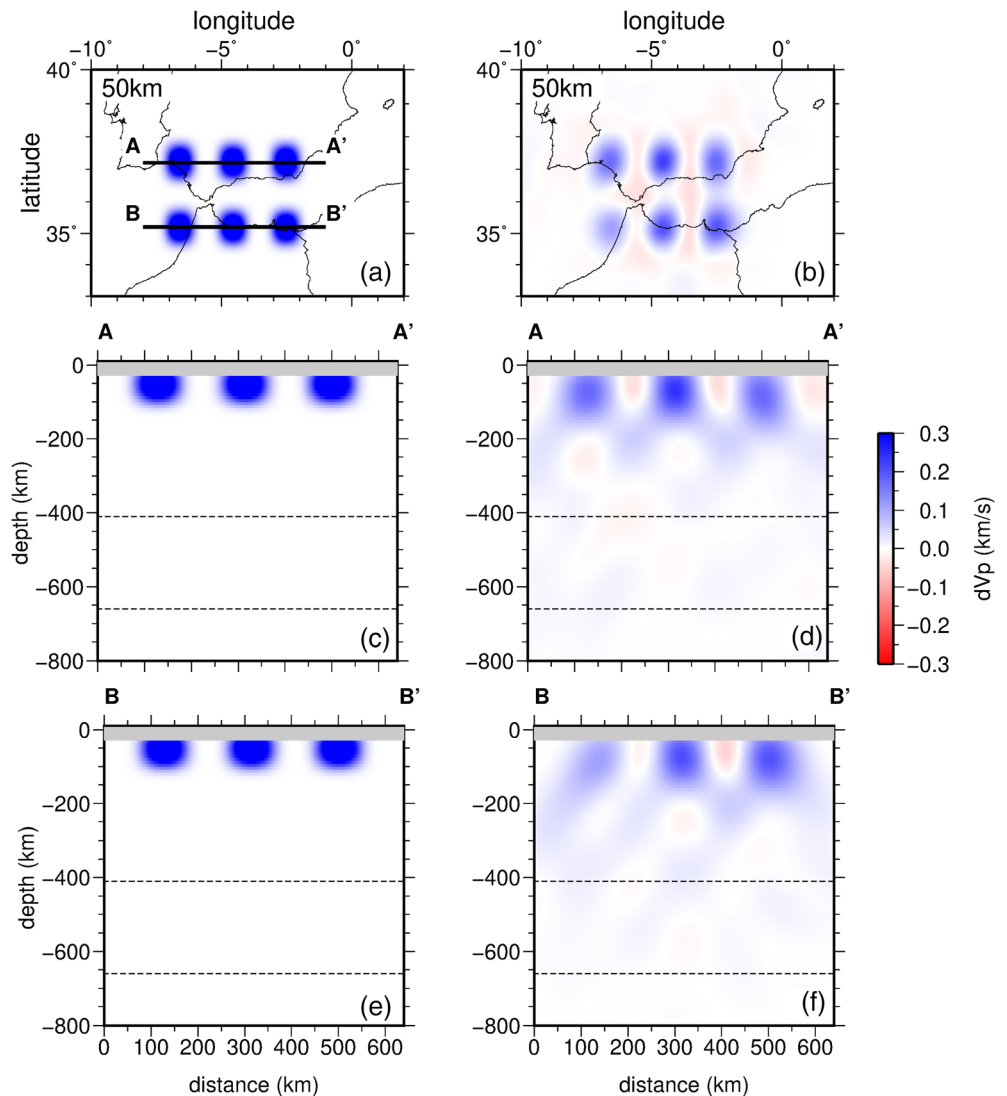 longitude longitude
−10˚ −5˚ 0˚ −10˚ −5˚ 0˚
40˚ 50km 40˚ 50km
A A’
latitude
B B’
35˚ (a) 35˚ (b)
A A’ A A’
0 0
−200 −200
depth (km) −400 −400
−600 −600
(c) (d)
−800 −800
0.3
0.2
0.1
0.0 dVp (km/s)
−0.1
−0.2
−0.3
B B’ B B’
0 0
−200 −200
depth (km) −400 −400
−600 −600
(e) (f)
−800 −800
0 100 200 300 400 500 600 0 100 200 300 400 500 600
distance (km) distance (km)